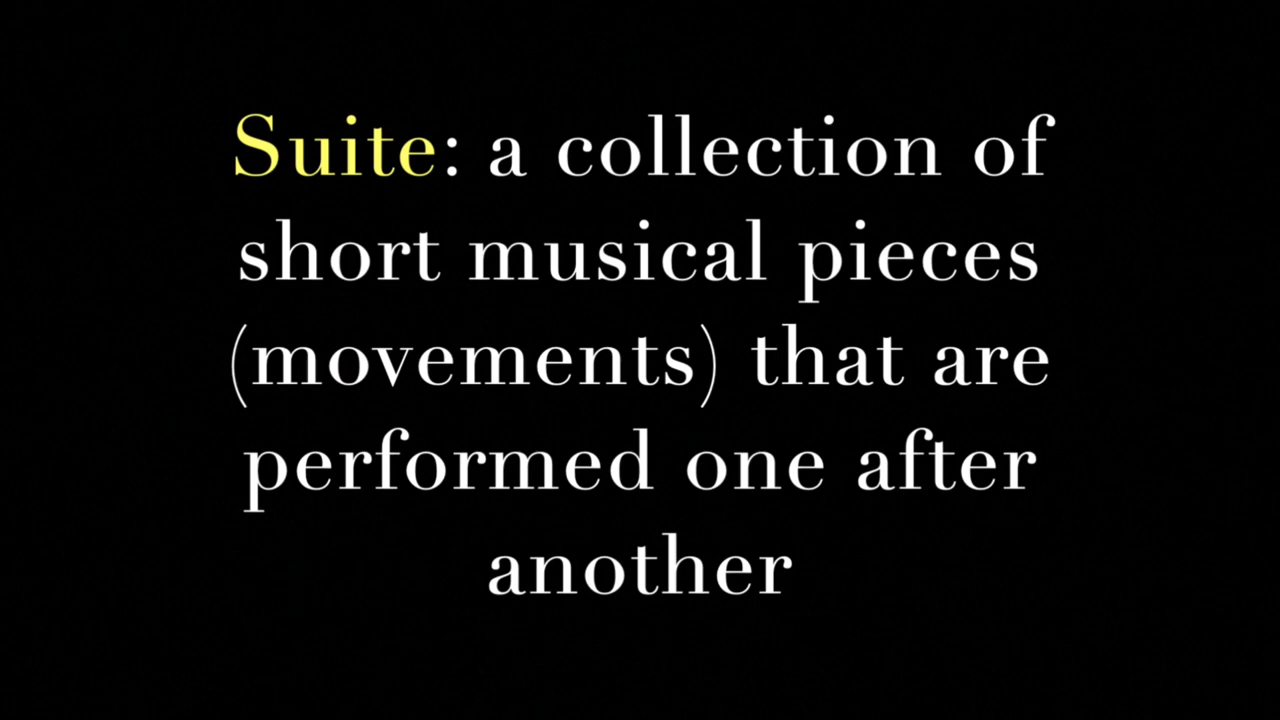 Suite: a collection of
short musical pieces
(movements) that are
performed one after
another